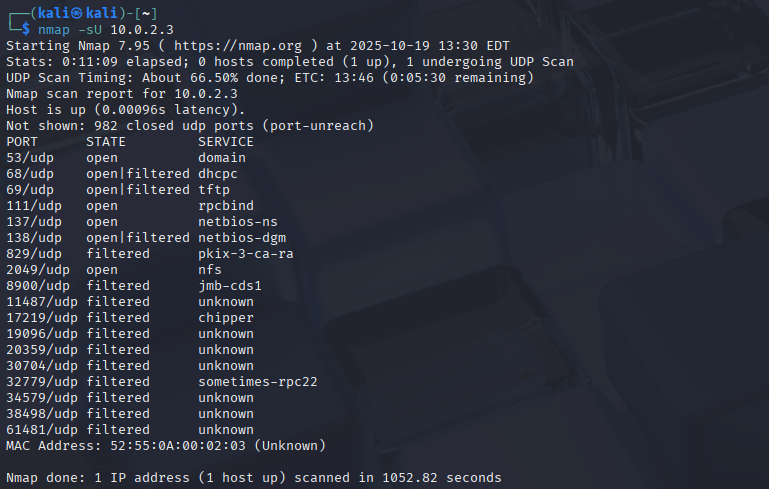 ┌──(kali㉿kali)-[~]
└─$ nmap -sU 10.0.2.3
Starting Nmap 7.95 ( https://nmap.org ) at 2025-10-19 13:30 EDT
Stats: 0:11:09 elapsed; 0 hosts completed (1 up), 1 undergoing UDP Scan
UDP Scan Timing: About 66.50% done; ETC: 13:46 (0:05:30 remaining)
Nmap scan report for 10.0.2.3
Host is up (0.00096s latency).
Not shown: 982 closed udp ports (port-unreach)
PORT      STATE         SERVICE
53/udp    open          domain
68/udp    open|filtered dhcpc
69/udp    open|filtered tftp
111/udp   open          rpcbind
137/udp   open          netbios-ns
138/udp   open|filtered netbios-dgm
829/udp   filtered      pkix-3-ca-ra
2049/udp  open          nfs
8900/udp  filtered      jmb-cds1
11487/udp filtered      unknown
17219/udp filtered      chipper
19096/udp filtered      unknown
20359/udp filtered      unknown
30704/udp filtered      unknown
32779/udp filtered      sometimes-rpc22
34579/udp filtered      unknown
38498/udp filtered      unknown
61481/udp filtered      unknown
MAC Address: 52:55:0A:00:02:03 (Unknown)
Nmap done: 1 IP address (1 host up) scanned in 1052.82 seconds